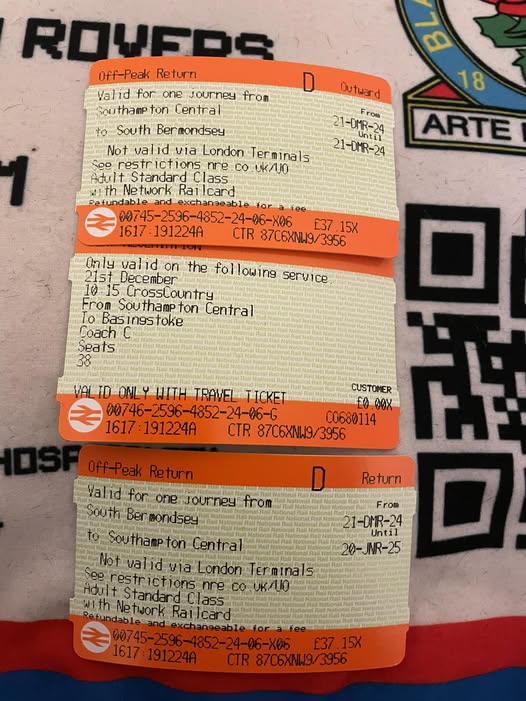 ROVERS
BLA
18
ARTE
M
HOSP
Off-Peak Return D Outward
Valid for one journey from
Southampton Central
From
21-DMR-24
to South Bermondsey
Until
21-DMR-24
Not valid via London Terminals
See restrictions nre.co.uk/UO
Adult Standard Class
with Network Railcard
Refundable and exchangeable for a fee
00745-2596-4852-24-06-X06 £37.15X
1617:191224A CTR 87C6XNW9/3956
RESERVATION
Only valid on the following service
21st December
10:15 CrossCountry
From Southampton Central
To Basingstoke
Coach C
Seats
38
CUSTOMER
VALID ONLY WITH TRAVEL TICKET £0.00X
00746-2596-4852-24-06-G CO680114
1617:191224A CTR 87C6XNW9/3956
Off-Peak Return D Return
Valid for one journey from
South Bermondsey
From
21-DMR-24
to Southampton Central
Until
20-JNR-25
Not valid via London Terminals
See restrictions nre.co.uk/UO
Adult Standard Class
with Network Railcard
Refundable and exchangeable for a fee
00745-2596-4852-24-06-X06 £37.15X
1617:191224A CTR 87C6XNW9/3956